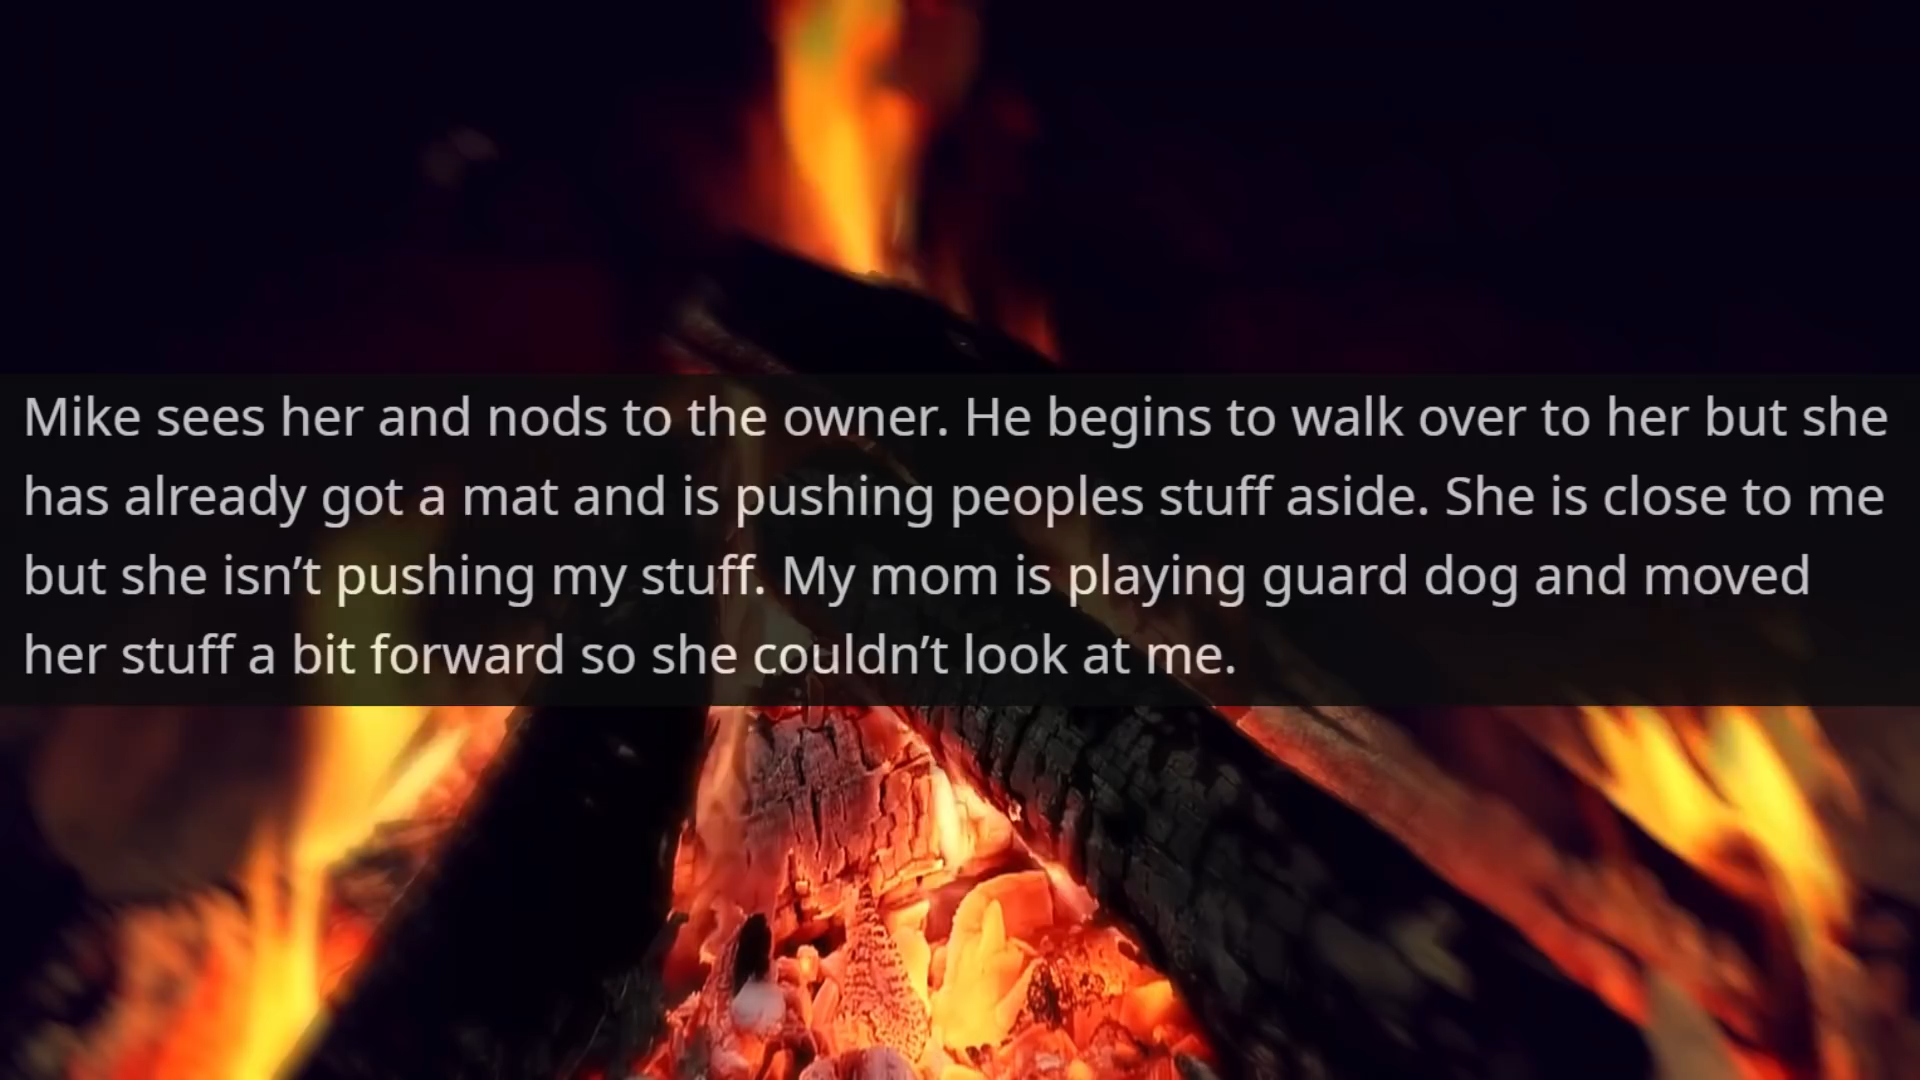 Mike sees her and nods to the owner. He begins to walk over to her but she
has already got a mat and is pushing peoples stuff aside. She is close to me
but she isn’t pushing my stuff. My mom is playing guard dog and moved
her stuff a bit forward so she couldn’t look at me.